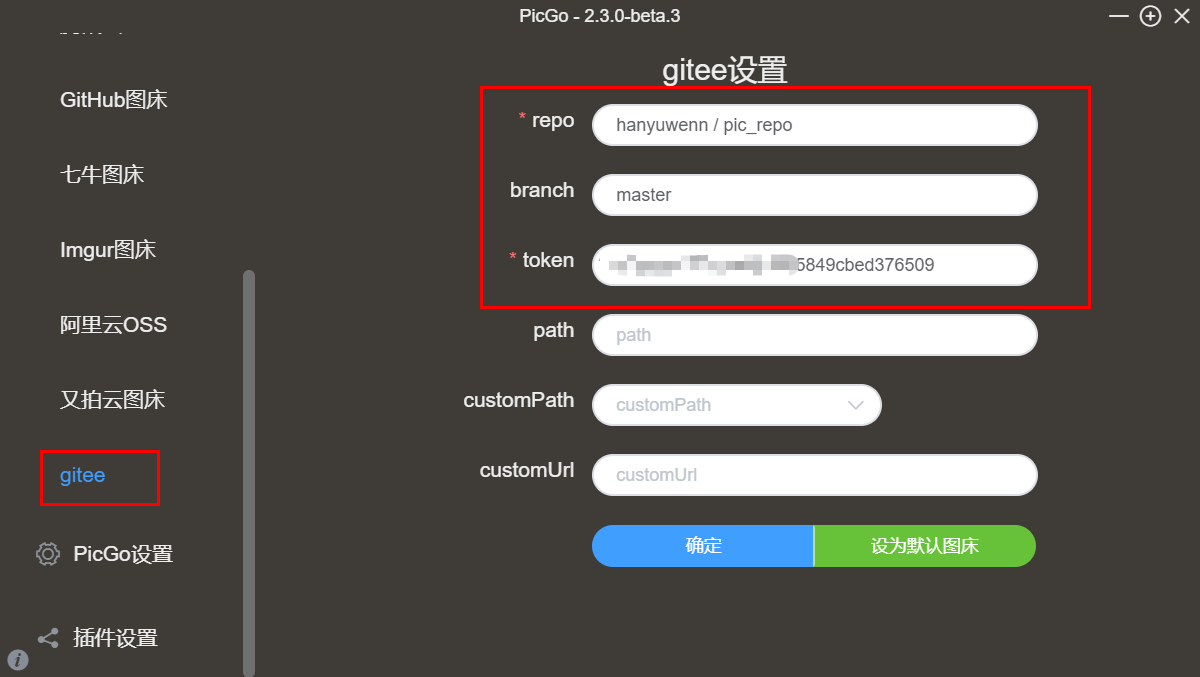 PicGo - 2.3.0-beta.3
GitHub图床
七牛图床
Imgur图床
阿里云OSS
又拍云图床
gitee
PicGo设置
插件设置
gitee设置
* repo
hanyuwenn / pic_repo
branch
master
* token
5849cbed376509
path
path
customPath
customPath
customUrl
customUrl
确定
设为默认图床